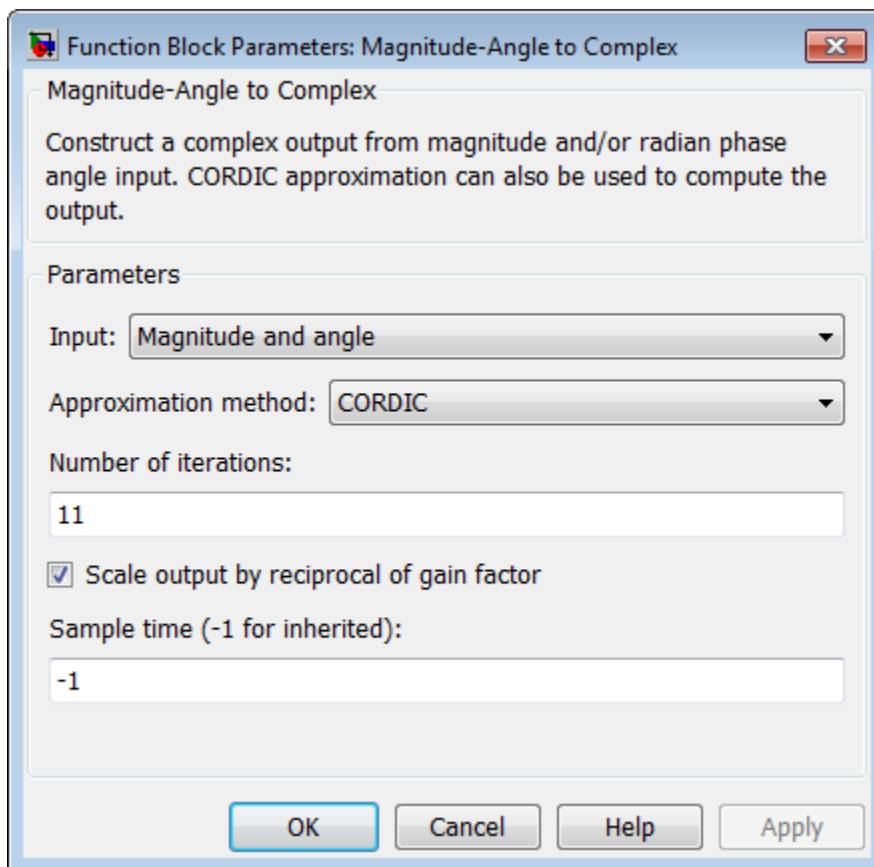 Function Block Parameters: Magnitude-Angle to Complex
Magnitude-Angle to Complex
Construct a complex output from magnitude and/or radian phase
angle input. CORDIC approximation can also be used to compute the
output.
Parameters
Input: Magnitude and angle
Approximation method: CORDIC
Number of iterations:
11
Scale output by reciprocal of gain factor
Sample time (-1 for inherited):
-1
OK Cancel Help Apply